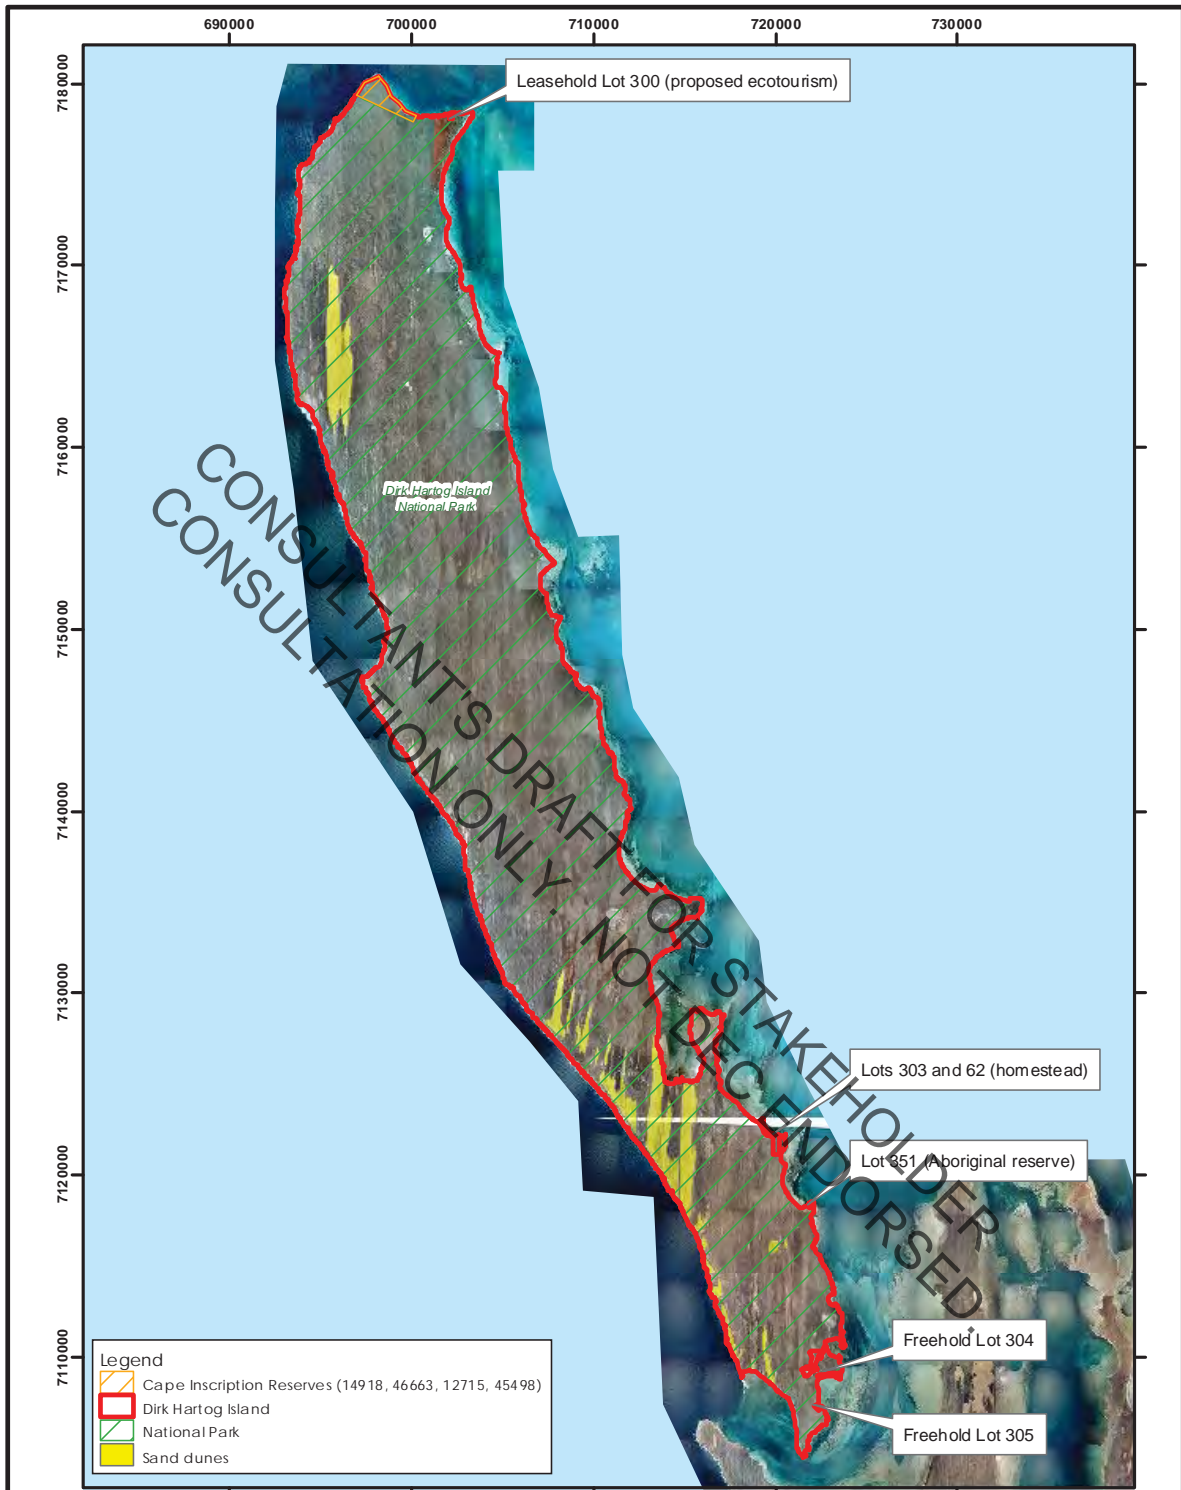 690000
700000
710000
720000
730000
7180000
7170000
7160000
7150000
7140000
7130000
7120000
7110000
Leasehold Lot 300 (proposed ecotourism)
Dirk Hartog Island
National Park
CONSULTANT'S DRAFT FOR STAKEHOLDER
CONSULTATION ONLY. NOT DEC ENDORSED.
Lots 303 and 62 (homestead)
Lot 351 (Aboriginal reserve)
Freehold Lot 304
Freehold Lot 305
Legend
Cape Inscription Reserves (14918, 46663, 12715, 45498)
Dirk Hartog Island
National Park
Sand dunes